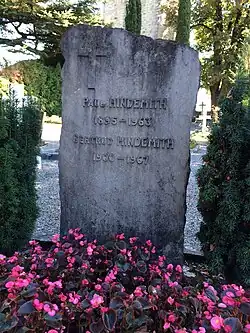 PAUL HINDEMITH
1895 – 1963
GERTRUD HINDEMITH
1900 – 1967